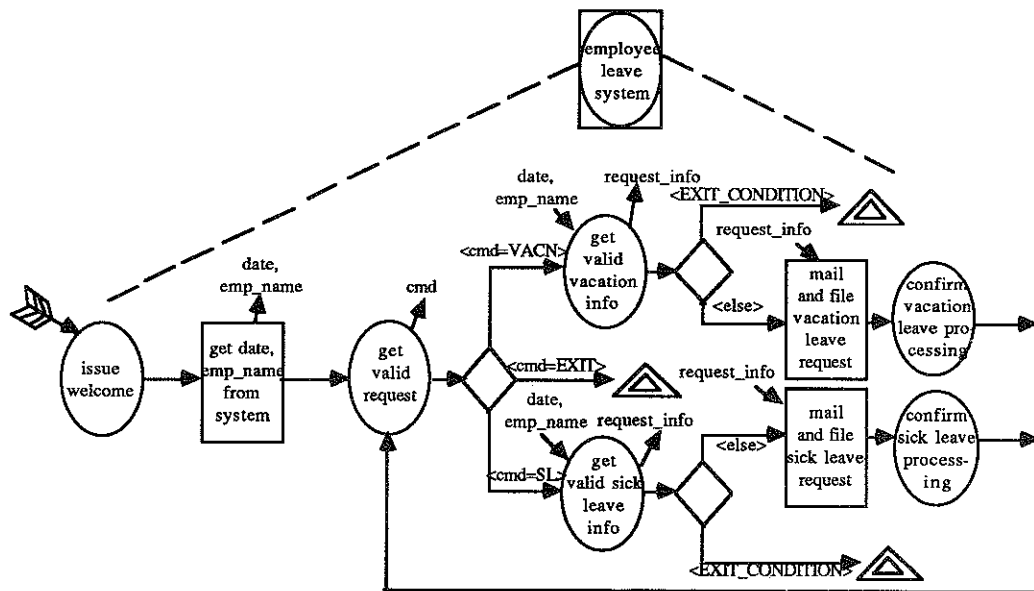 employee
leave
system
date,
emp_name
request_info
<EXIT_CONDITION>
request_info
<cmd=VACN>
get
valid
vacation
info
<else>
mail
and file
vacation
leave
request
confirm
vacation
leave pro-
cessing
date,
emp_name
cmd
issue
welcome
get date,
emp_name
from
system
get
valid
request
<cmd=EXIT>
request_info
date,
emp_name
request_info
<cmd=SL>
get
valid sick
leave
info
<else>
mail
and file
sick leave
request
confirm
sick leave
process-
ing
<EXIT_CONDITION>